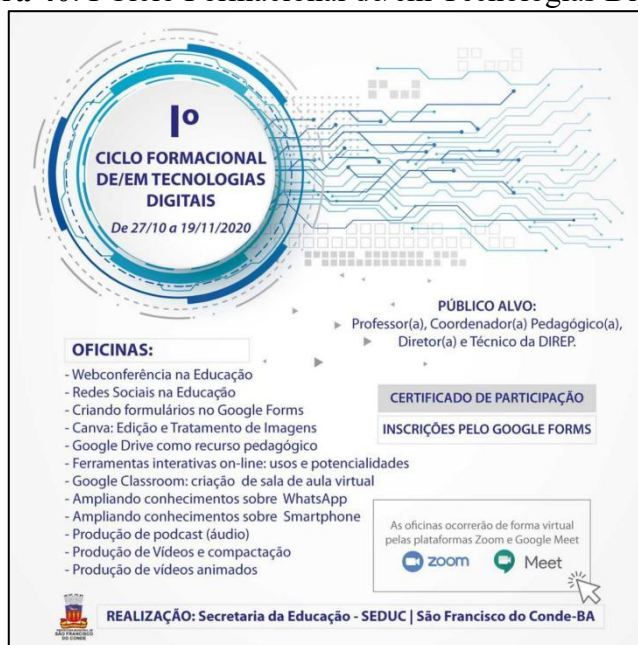 Iº
CICLO FORMACIONAL
DE/EM TECNOLOGIAS
DIGITAIS
De 27/10 a 19/11/2020
PÚBLICO ALVO:
Professor(a), Coordenador(a) Pedagógico(a),
Diretor(a) e Técnico da DIREP.
OFICINAS:
- Webconferência na Educação
- Redes Sociais na Educação
- Criando formulários no Google Forms
- Canva: Edição e Tratamento de Imagens
- Google Drive como recurso pedagógico
- Ferramentas interativas on-line: usos e potencialidades
- Google Classroom: criação de sala de aula virtual
- Ampliando conhecimentos sobre WhatsApp
- Ampliando conhecimentos sobre Smartphone
- Produção de podcast (áudio)
- Produção de Vídeos e compactação
- Produção de vídeos animados
CERTIFICADO DE PARTICIPAÇÃO
INSCRIÇÕES PELO GOOGLE FORMS
As oficinas ocorrerão de forma virtual
pelas plataformas Zoom e Google Meet
zoom Meet
SÃO FRANCISCO
DO CONDE
REALIZAÇÃO: Secretaria da Educação - SEDUC | São Francisco do Conde-BA